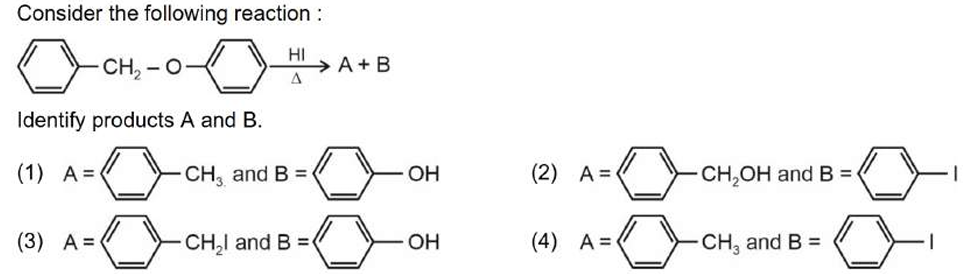 Consider the following reaction :
CH₂ – O HI Δ A + B
Identify products A and B.
(1) A = CH₃ and B = OH
(2) A = CH₂OH and B = I
(3) A = CH₂I and B = OH
(4) A = CH₃ and B = I